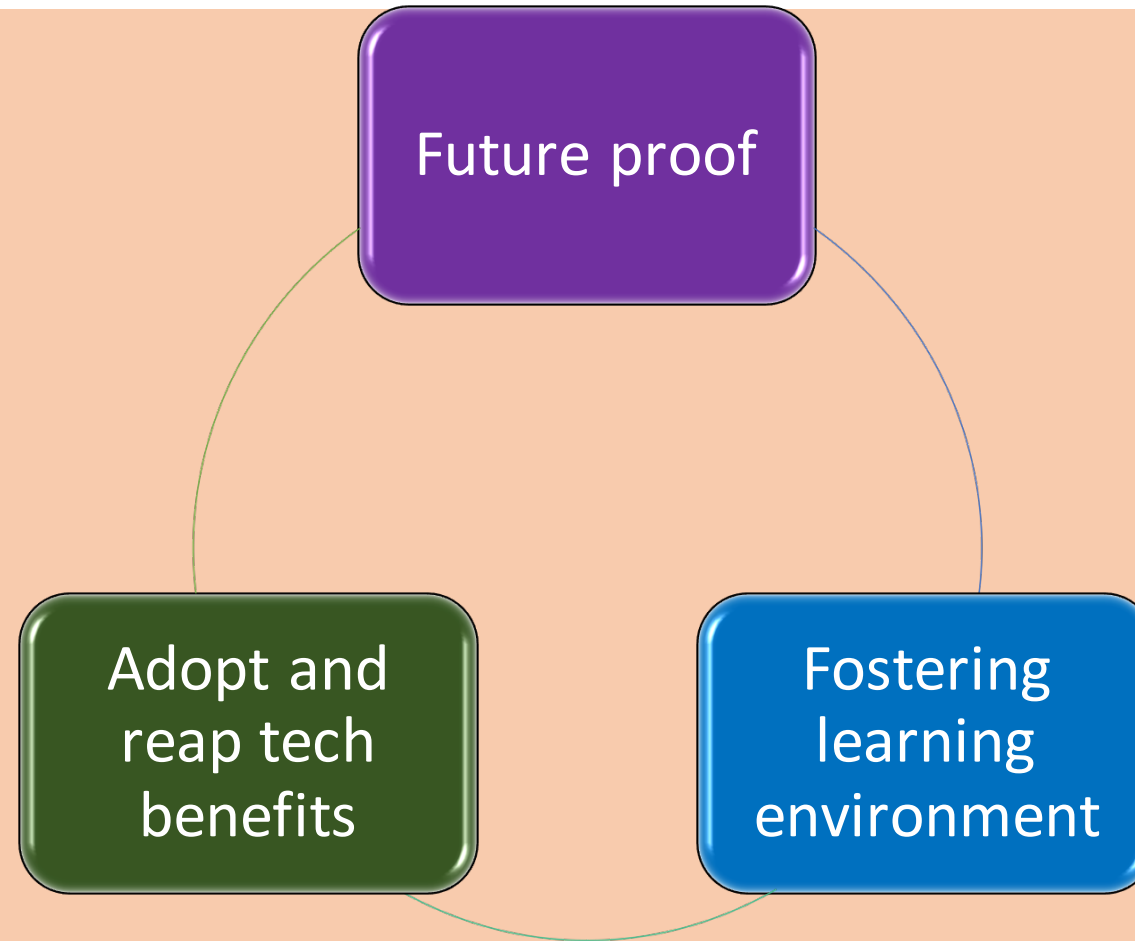 Future proof
Adopt and
reap tech
benefits
Fostering
learning
environment